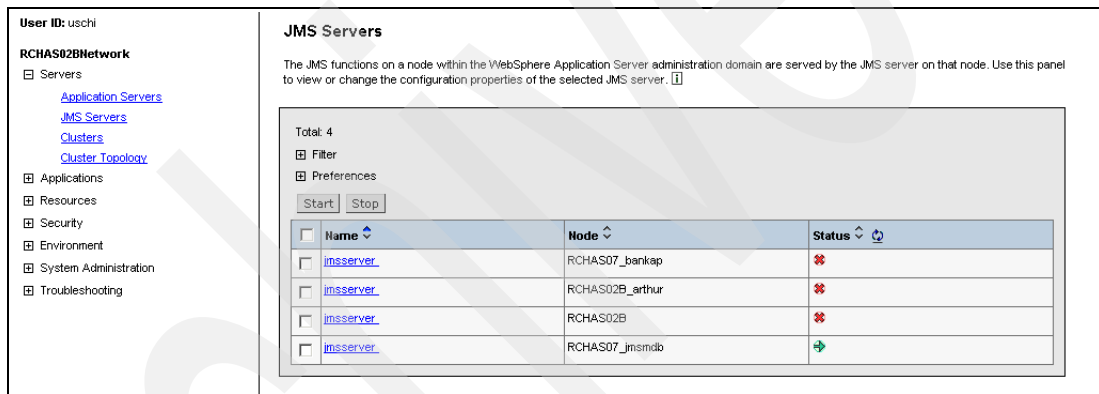 User ID: uschi
RCHAS02BNetwork
Servers
Application Servers
JMS Servers
Clusters
Cluster Topology
Applications
Resources
Security
Environment
System Administration
Troubleshooting
JMS Servers
The JMS functions on a node within the WebSphere Application Server administration domain are served by the JMS server on that node. Use this panel
to view or change the configuration properties of the selected JMS server. i
Total: 4
Filter
Preferences
Start Stop
Name Node Status
jmsserver RCHAS07_bankap
jmsserver RCHAS02B_arthur
jmsserver RCHAS02B
jmsserver RCHAS07_jmsmdb